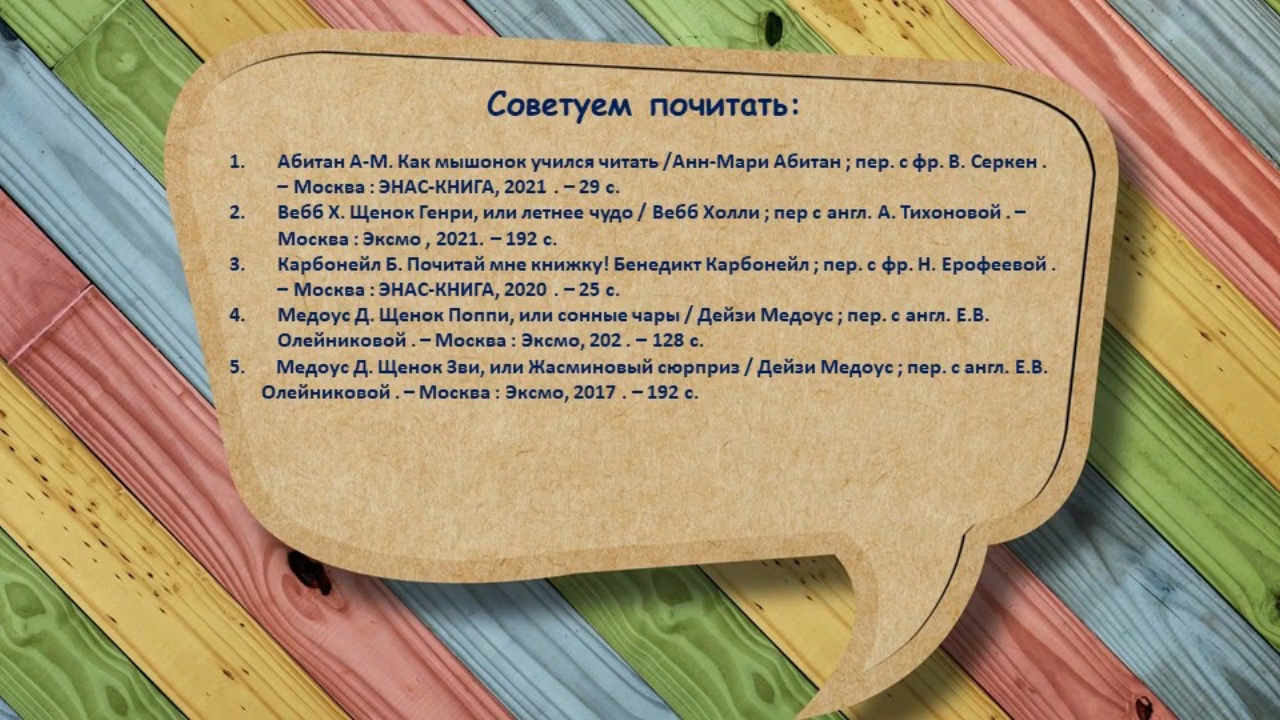 Советуем почитать:
1. Абитан А-М. Как мышонок учился читать /Анн-Мари Абитан ; пер. с фр. В. Серкен .
– Москва : ЭНАС-КНИГА, 2021 . – 29 с.
2. Вебб Х. Щенок Генри, или летнее чудо / Вебб Холли ; пер с англ. А. Тихоновой . –
Москва : Эксмо , 2021. – 192 с.
3. Карбонейл Б. Почитай мне книжку! Бенедикт Карбонейл ; пер. с фр. Н. Ерофеевой .
– Москва : ЭНАС-КНИГА, 2020 . – 25 с.
4. Медоус Д. Щенок Поппи, или сонные чары / Дейзи Медоус ; пер. с англ. Е.В.
Олейниковой . – Москва : Эксмо, 202 . – 128 с.
5. Медоус Д. Щенок Зви, или Жасминовый сюрприз / Дейзи Медоус ; пер. с англ. Е.В.
Олейниковой . – Москва : Эксмо, 2017 . – 192 с.